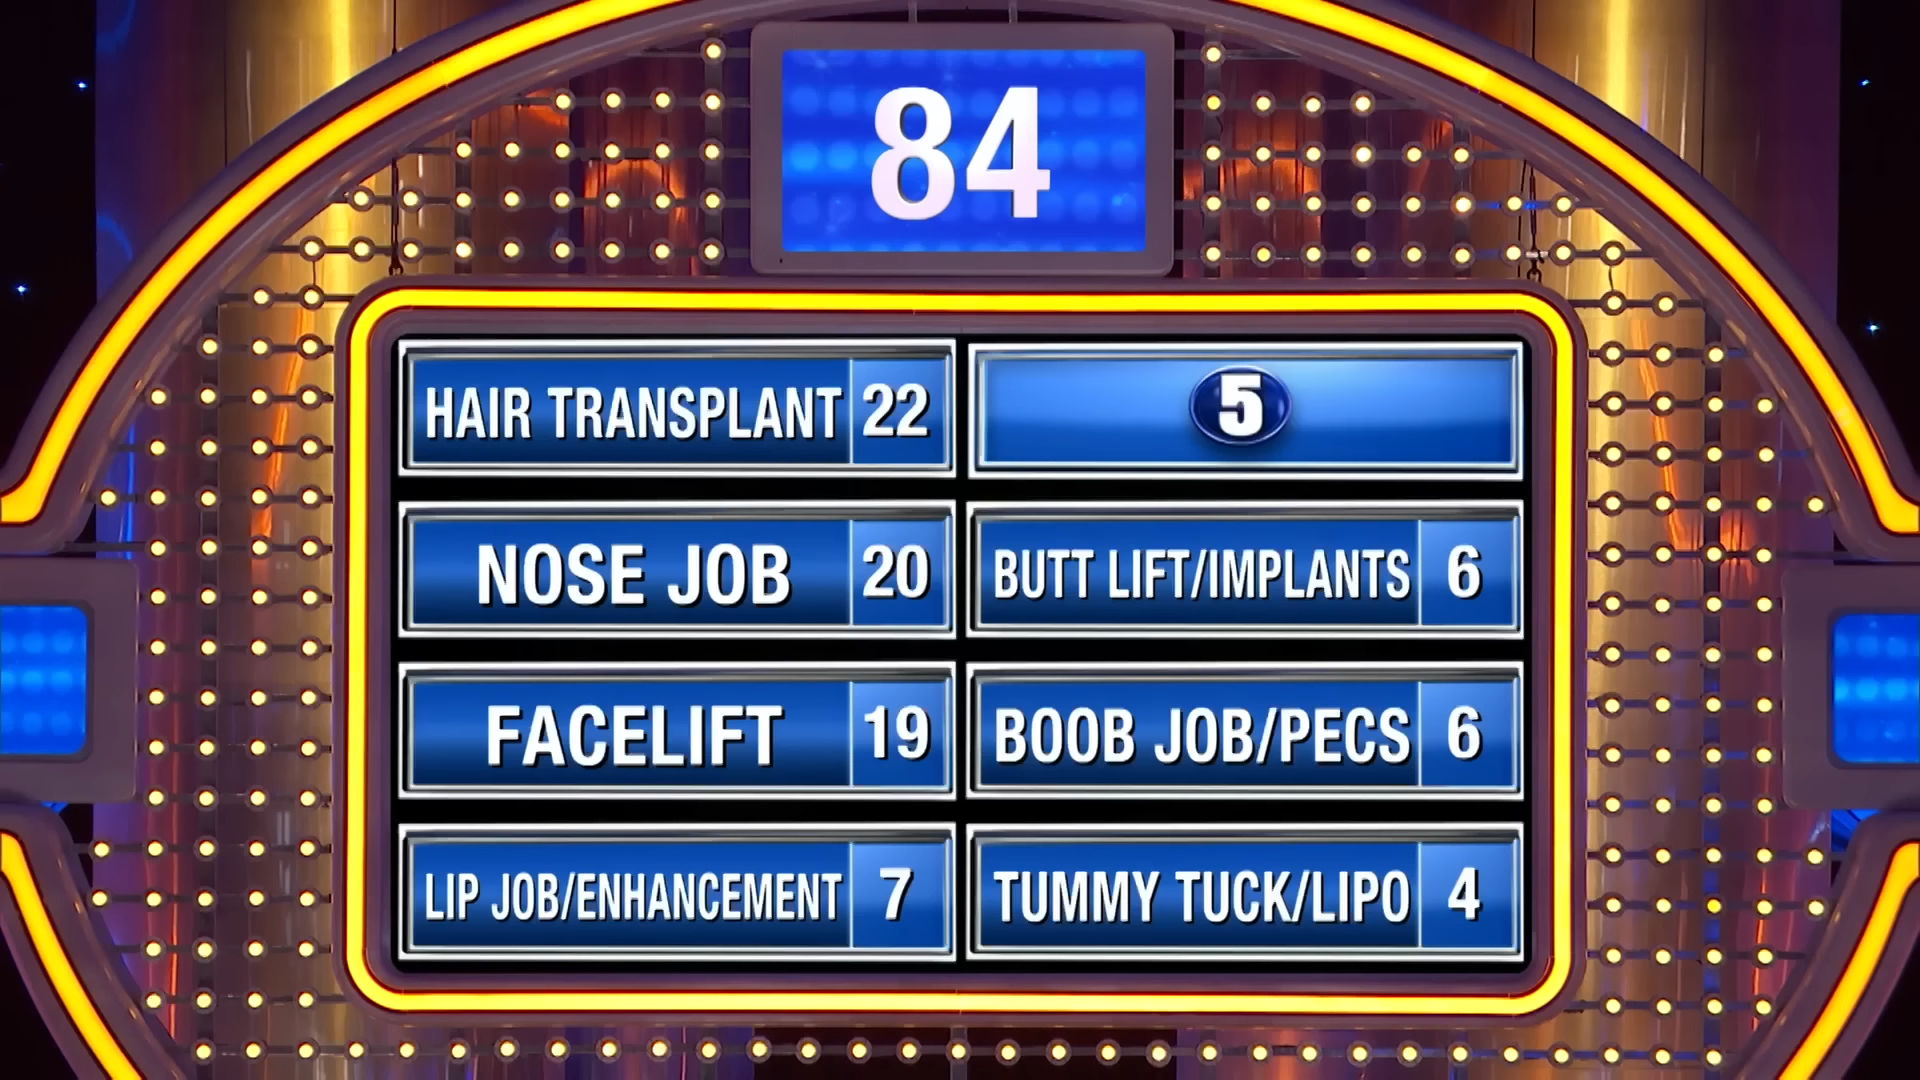 84
HAIR TRANSPLANT 22
NOSE JOB 20
FACELIFT 19
LIP JOB/ENHANCEMENT 7
5
BUTT LIFT/IMPLANTS 6
BOOB JOB/PECS 6
TUMMY TUCK/LIPO 4